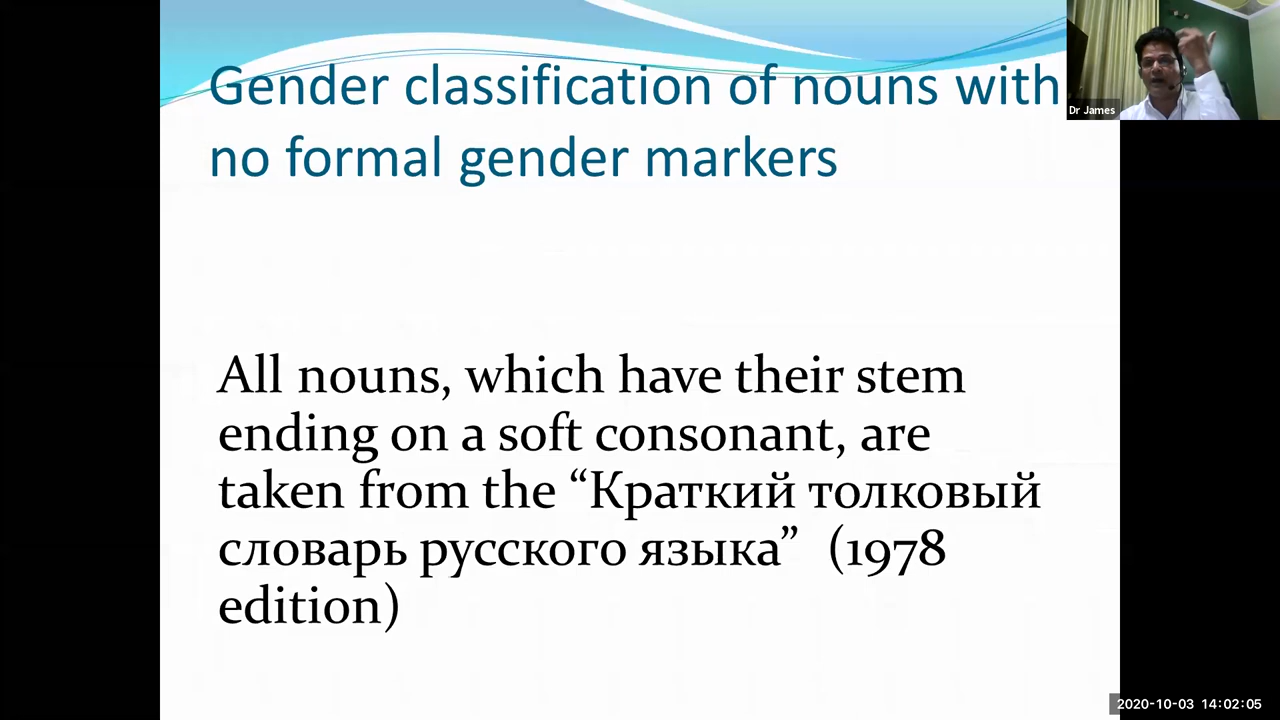 Gender classification of nouns with
no formal gender markers
Dr James
All nouns, which have their stem
ending on a soft consonant, are
taken from the “Краткий толковый
словарь русского языка”  (1978
edition)
2020-10-03 14:02:05